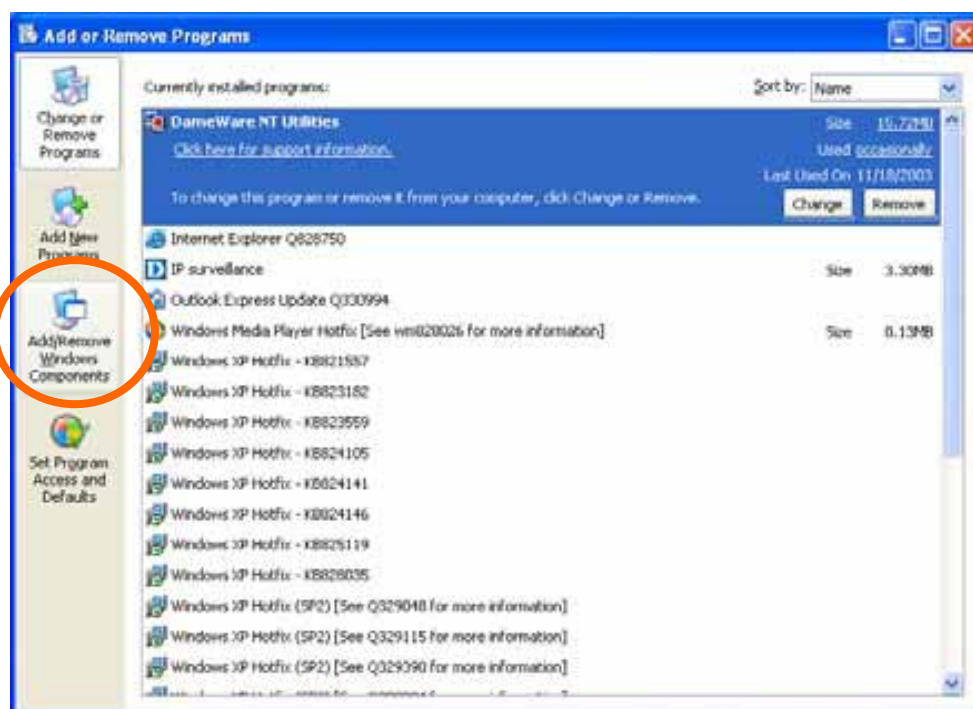 Add or Remove Programs
Change or
Remove
Programs
Add New
Programs
Add/Remove
Windows
Components
Set Program
Access and
Defaults
Currently installed programs:
Sort by: Name
DameWare NT Utilities
Size 15.72MB
Click here for support information.
Used occasionally
Last Used On 11/18/2003
To change this program or remove it from your computer, click Change or Remove.
Change Remove
Internet Explorer Q828750
IP surveillance Size 3.30MB
Outlook Express Update Q330994
Windows Media Player Hotfix [See wm828026 for more information] Size 0.13MB
Windows XP Hotfix - KB821557
Windows XP Hotfix - KB823182
Windows XP Hotfix - KB823559
Windows XP Hotfix - KB824105
Windows XP Hotfix - KB824141
Windows XP Hotfix - KB824146
Windows XP Hotfix - KB825119
Windows XP Hotfix - KB828035
Windows XP Hotfix (SP2) [See Q329048 for more information]
Windows XP Hotfix (SP2) [See Q329115 for more information]
Windows XP Hotfix (SP2) [See Q329390 for more information]